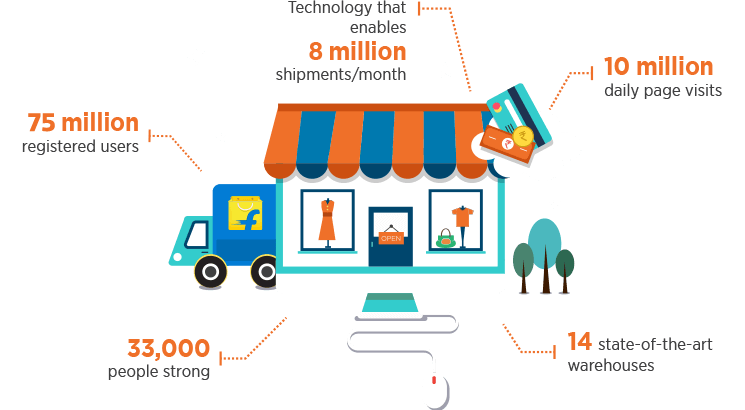 Technology that
enables
8 million
shipments/month
10 million
daily page visits
75 million
registered users
OPEN
33,000
people strong
14 state-of-the-art
warehouses